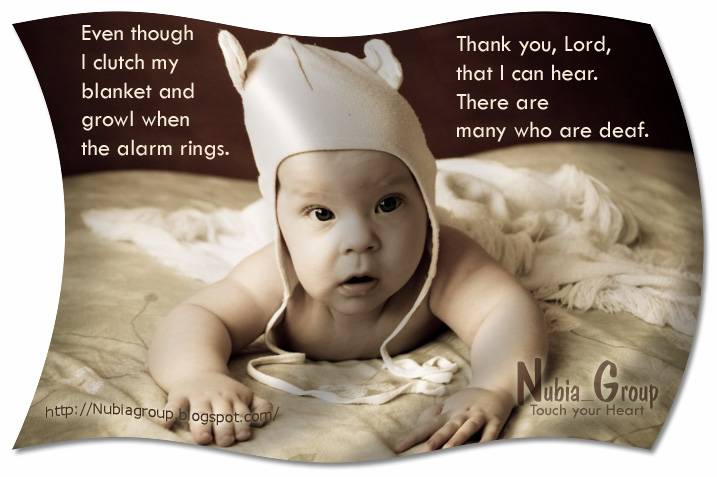 Even though
I clutch my
blanket and
growl when
the alarm rings.
Thank you, Lord,
that I can hear.
There are
many who are deaf.
http://Nubiagroup.blogspot.com/
Nubia_Group
Touch your Heart